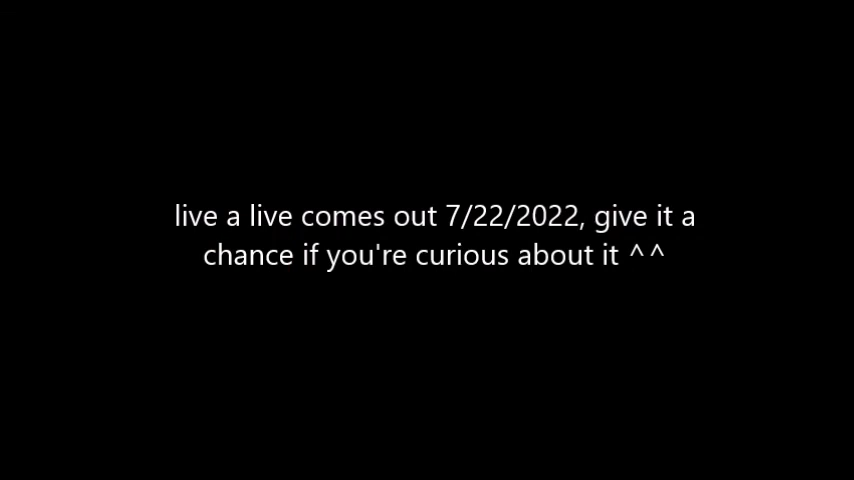 live a live comes out 7/22/2022, give it a
chance if you're curious about it ^^